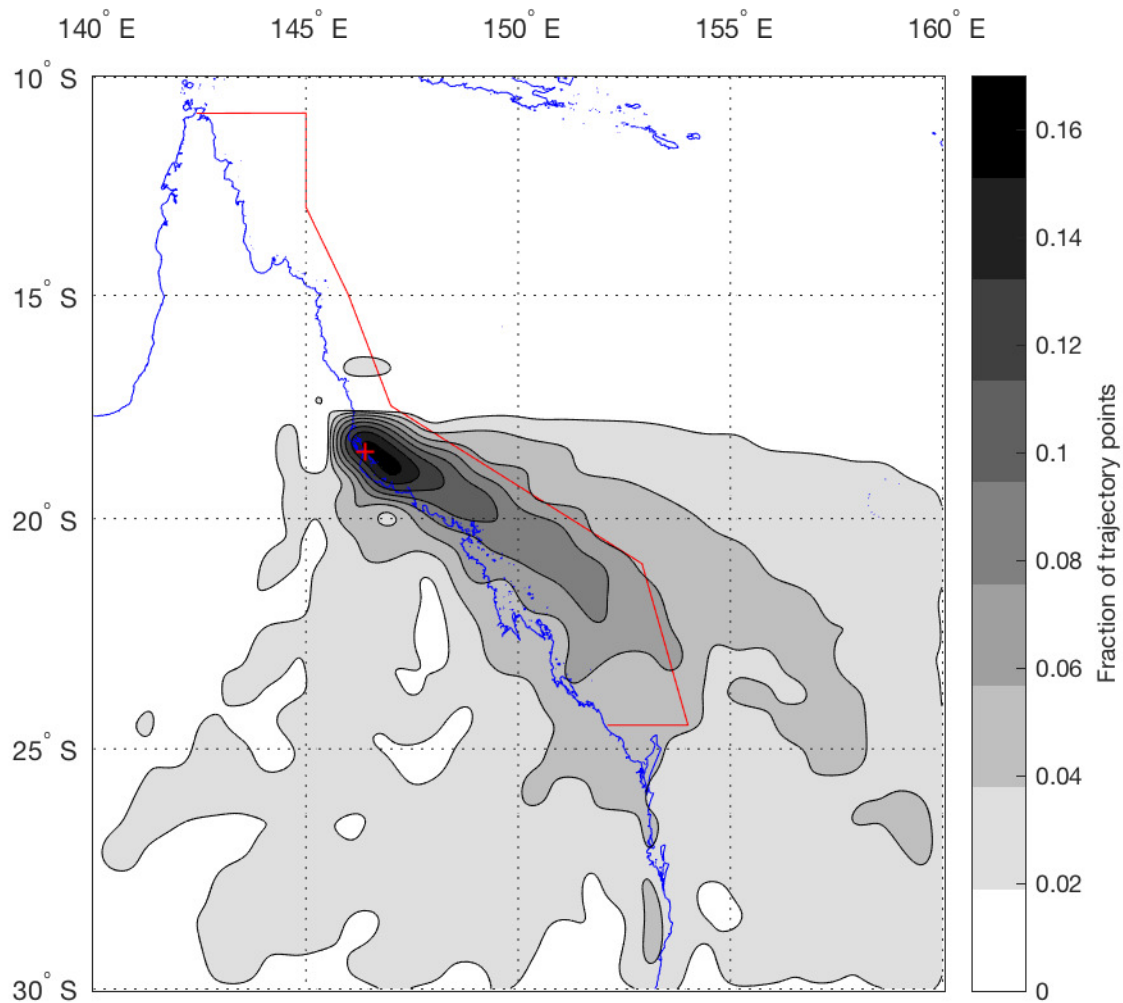 140° E 145° E 150° E 155° E 160° E
10° S
15° S
20° S
25° S
30° S
0.16
0.14
0.12
0.1
0.08
0.06
0.04
0.02
0
Fraction of trajectory points